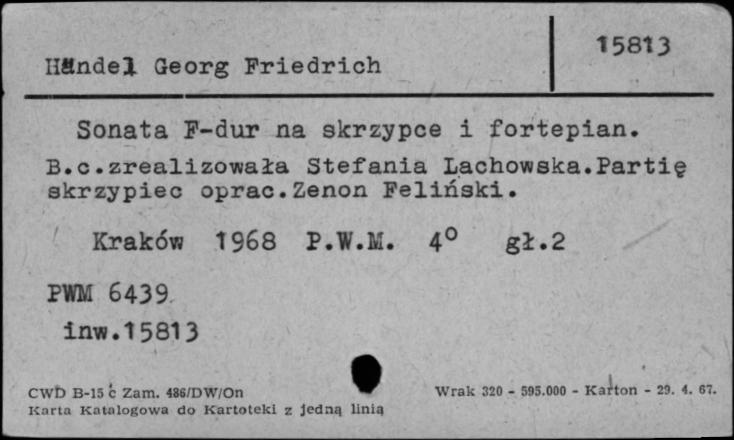 15813
Händel Georg Friedrich
Sonata F-dur na skrzypce i fortepian.
B.c.zrealizowała Stefania Lachowska.Partię
skrzypiec oprac.Zenon Feliński.
Kraków 1968 P.W.M. 4° gł.2
PWM 6439
inw.15813
CWD B-15 c Zam. 486/DW/On
Wrak 320 - 595.000 - Karton - 29. 4. 67.
Karta Katalogowa do Kartoteki z jedną linią